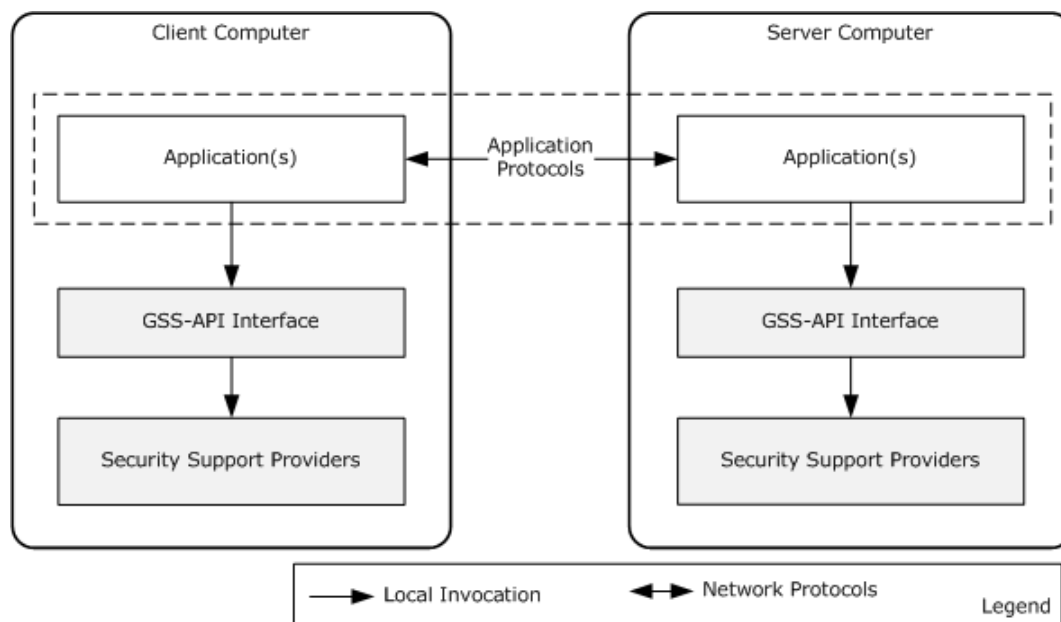 Client Computer
Server Computer
Application(s)
Application
Protocols
Application(s)
GSS-API Interface
GSS-API Interface
Security Support Providers
Security Support Providers
Local Invocation
Network Protocols
Legend